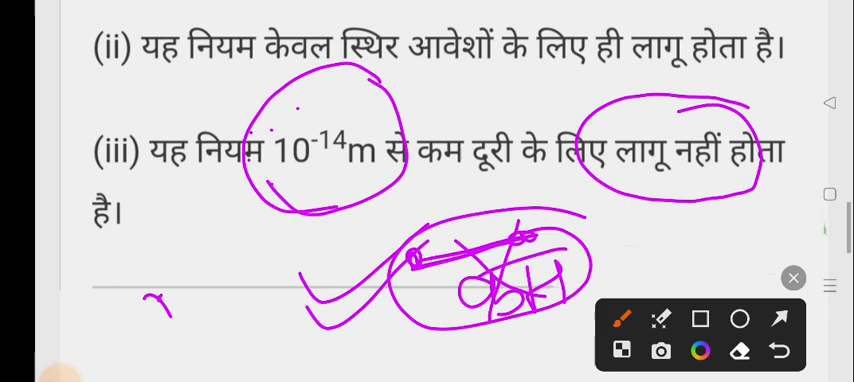 (ii) यह नियम केवल स्थिर आवेशों के लिए ही लागू होता है।
(iii) यह नियम 10⁻¹⁴m से कम दूरी के लिए लागू नहीं होता
है।